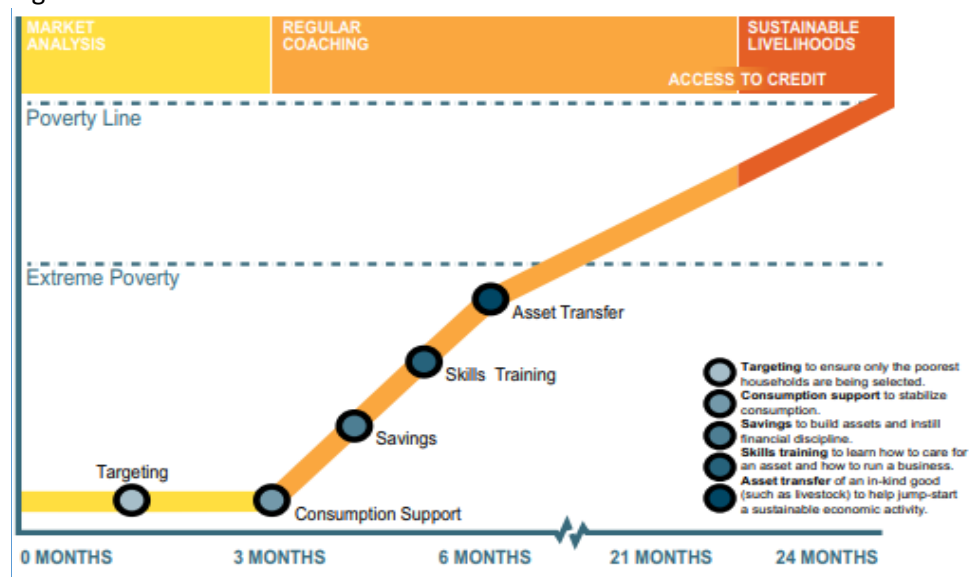 MARKET
ANALYSIS
REGULAR
COACHING
SUSTAINABLE
LIVELIHOODS
ACCESS TO CREDIT
Poverty Line
Extreme Poverty
Asset Transfer
Skills Training
Savings
Targeting
Consumption Support
Targeting to ensure only the poorest
households are being selected.
Consumption support to stabilize
consumption.
Savings to build assets and instill
financial discipline.
Skills training to learn how to care for
an asset and how to run a business.
Asset transfer of an in-kind good
(such as livestock) to help jump-start
a sustainable economic activity.
0 MONTHS
3 MONTHS
6 MONTHS
21 MONTHS
24 MONTHS